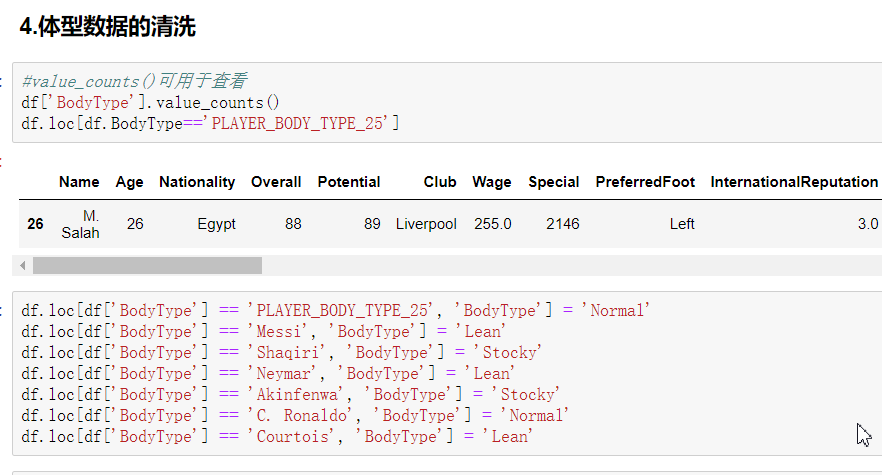 4.体型数据的清洗
#value_counts()可用于查看
df['BodyType'].value_counts()
df.loc[df.BodyType=='PLAYER_BODY_TYPE_25']
Name Age Nationality Overall Potential Club Wage Special PreferredFoot InternationalReputation
26 M. Salah 26 Egypt 88 89 Liverpool 255.0 2146 Left 3.0
df.loc[df['BodyType'] == 'PLAYER_BODY_TYPE_25', 'BodyType'] = 'Normal'
df.loc[df['BodyType'] == 'Messi', 'BodyType'] = 'Lean'
df.loc[df['BodyType'] == 'Shaqiri', 'BodyType'] = 'Stocky'
df.loc[df['BodyType'] == 'Neymar', 'BodyType'] = 'Lean'
df.loc[df['BodyType'] == 'Akinfenwa', 'BodyType'] = 'Stocky'
df.loc[df['BodyType'] == 'C. Ronaldo', 'BodyType'] = 'Normal'
df.loc[df['BodyType'] == 'Courtois', 'BodyType'] = 'Lean'